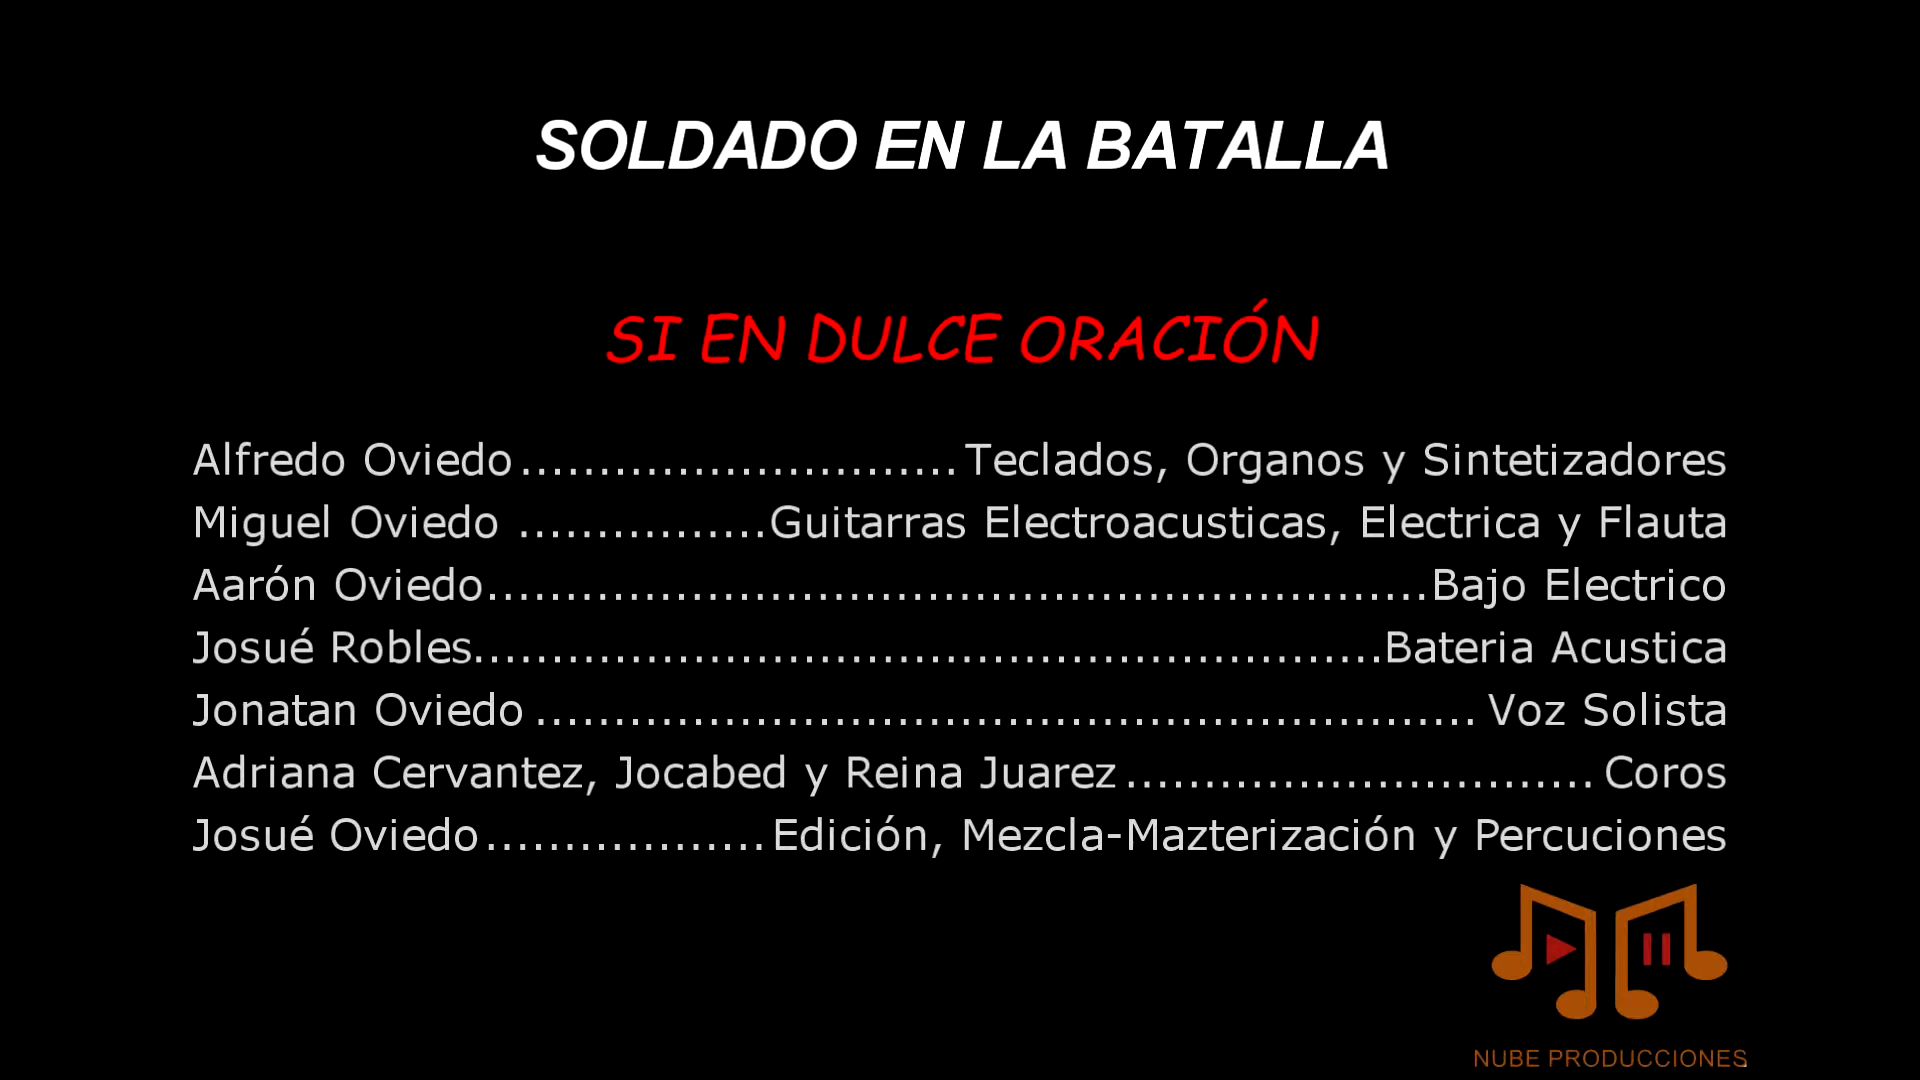 SOLDADO EN LA BATALLA
SI EN DULCE ORACIÓN
Alfredo Oviedo............................Teclados, Organos y Sintetizadores
Miguel Oviedo ................Guitarras Electroacusticas, Electrica y Flauta
Aarón Oviedo............................................................Bajo Electrico
Josué Robles..........................................................Bateria Acustica
Jonatan Oviedo ............................................................ Voz Solista
Adriana Cervantez, Jocabed y Reina Juarez.............................. Coros
Josué Oviedo..................Edición, Mezcla-Mazterización y Percuciones
NUBE PRODUCCIONES